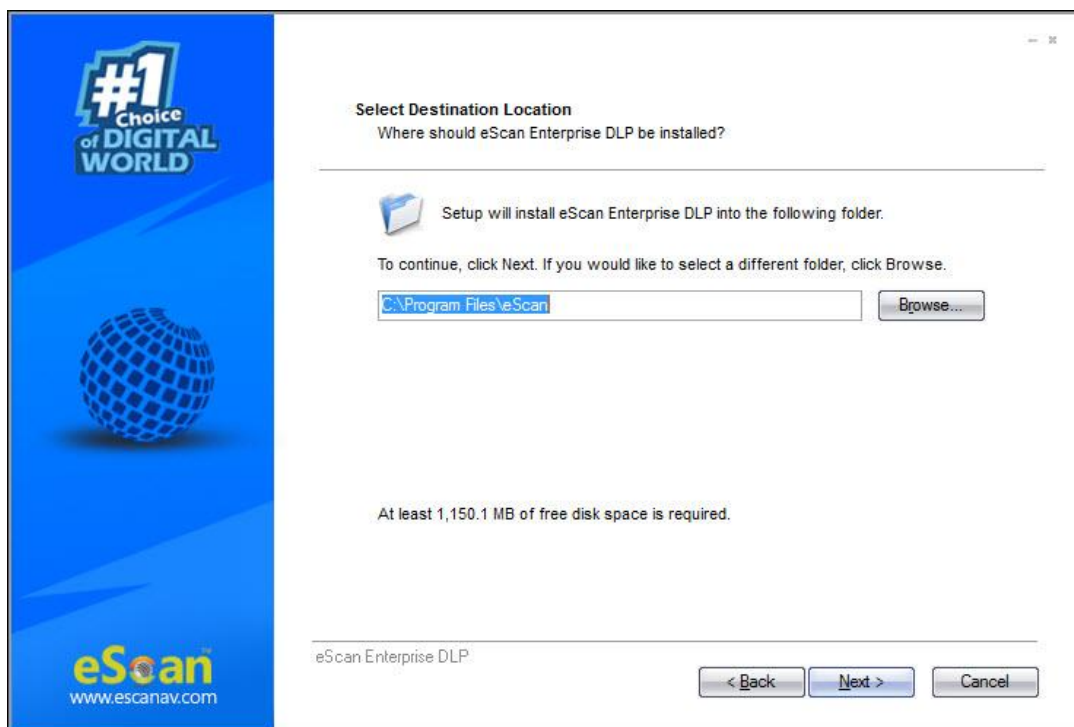 #1
Choice
of DIGITAL
WORLD
Select Destination Location
Where should eScan Enterprise DLP be installed?
Setup will install eScan Enterprise DLP into the following folder.
To continue, click Next. If you would like to select a different folder, click Browse.
C:\Program Files\eScan
Browse...
At least 1,150.1 MB of free disk space is required.
eScan Enterprise DLP
< Back
Next >
Cancel
eScan™
www.escanav.com